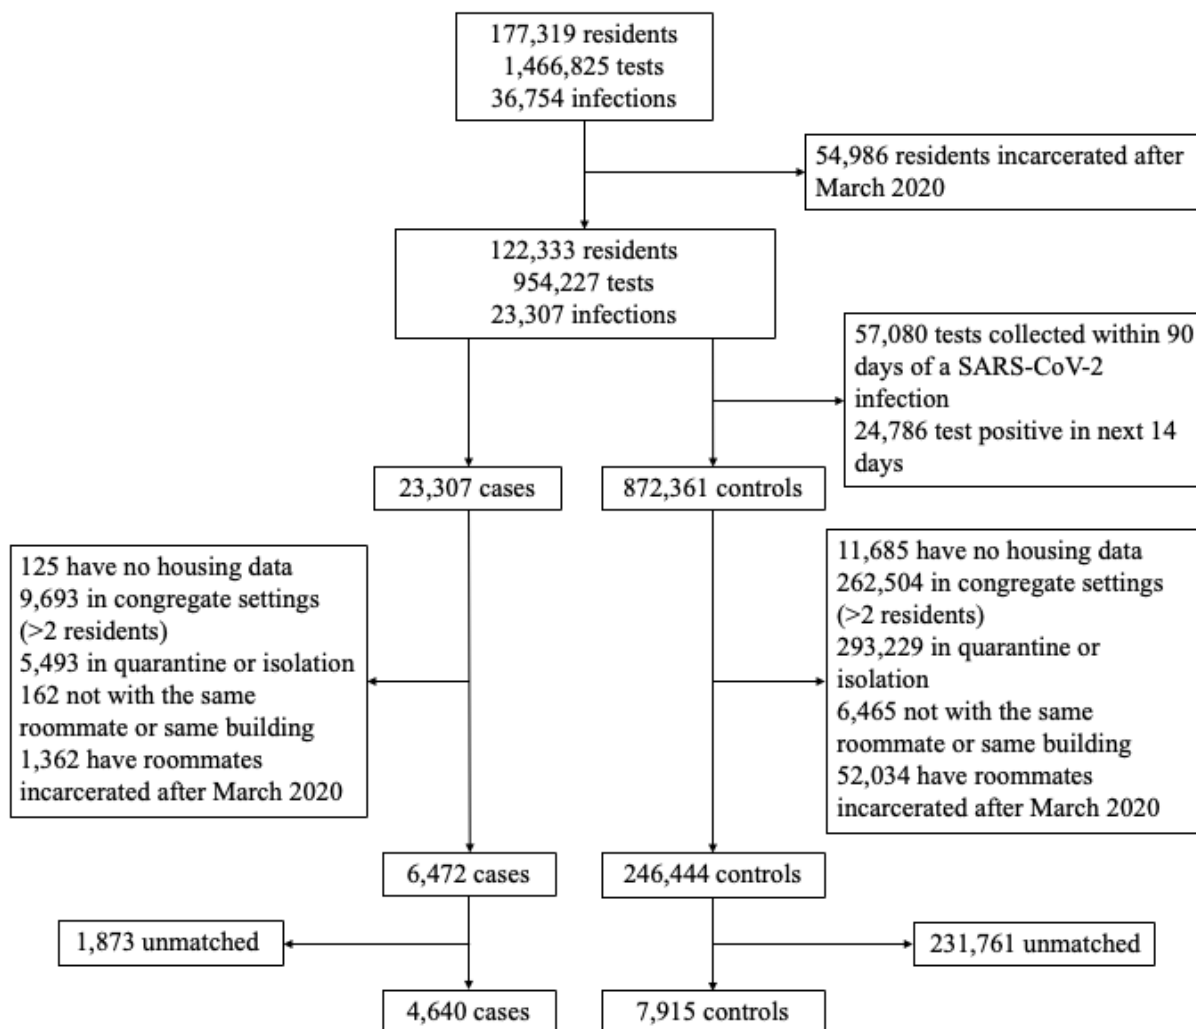 177,319 residents
1,466,825 tests
36,754 infections
54,986 residents incarcerated after
March 2020
122,333 residents
954,227 tests
23,307 infections
57,080 tests collected within 90
days of a SARS-CoV-2
infection
24,786 test positive in next 14
days
23,307 cases
872,361 controls
125 have no housing data
9,693 in congregate settings
(>2 residents)
5,493 in quarantine or isolation
162 not with the same
roommate or same building
1,362 have roommates
incarcerated after March 2020
11,685 have no housing data
262,504 in congregate settings
(>2 residents)
293,229 in quarantine or
isolation
6,465 not with the same
roommate or same building
52,034 have roommates
incarcerated after March 2020
6,472 cases
246,444 controls
1,873 unmatched
231,761 unmatched
4,640 cases
7,915 controls